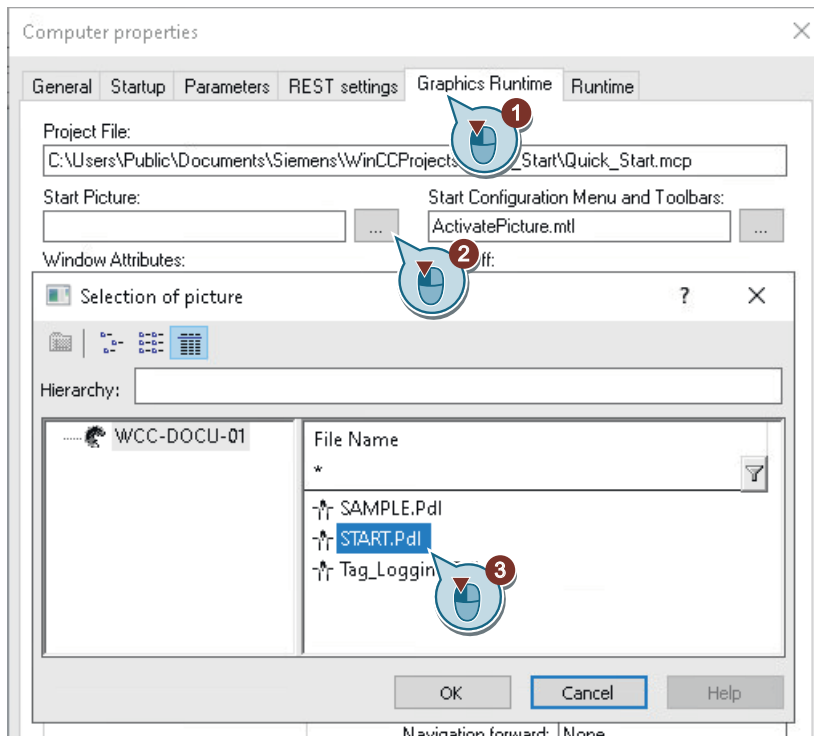 Computer properties
General Startup Parameters REST settings Graphics Runtime Runtime
1
Project File:
C:\Users\Public\Documents\Siemens\WinCCProjects _Start\Quick_Start.mcp
Start Picture: Start Configuration Menu and Toolbars:
... ActivatePicture.mtl ...
2
Window Attributes: ff:
Selection of picture ?
Hierarchy:
WCC-DOCU-01 File Name
*
SAMPLE.Pdl
START.Pdl
Tag_Loggin
3
OK Cancel Help
Navigation forward: None